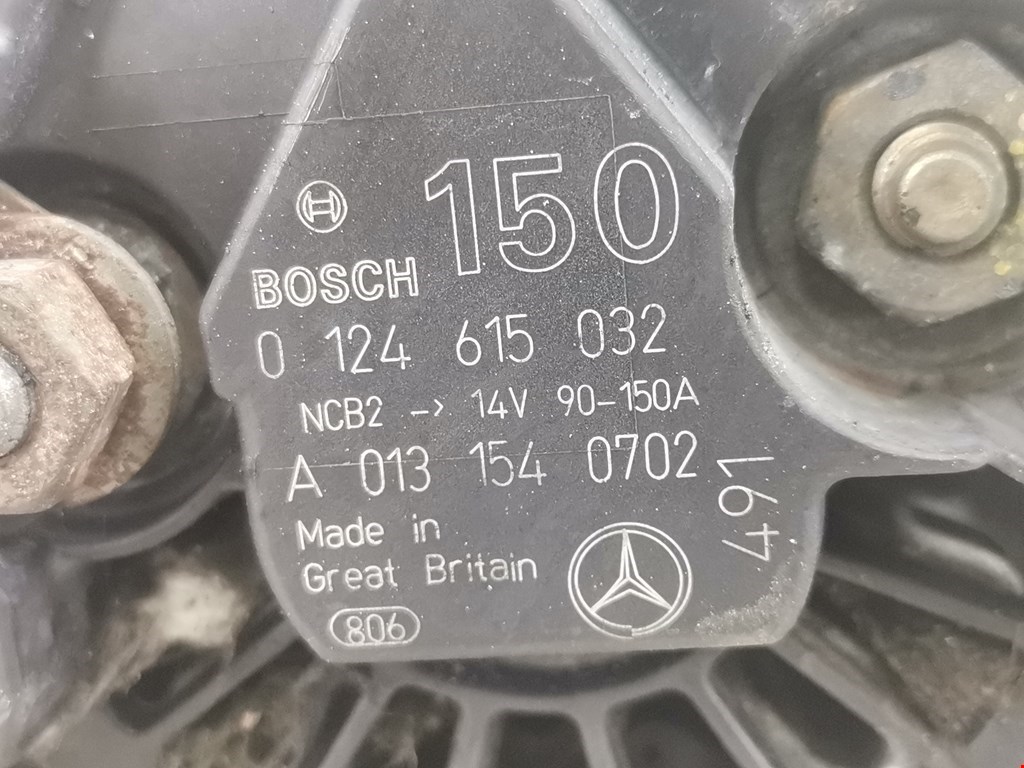 150
BOSCH
0 124 615 032
NCB2 -> 14V 90-150A
A 013 154 0702
491
Made in
Great Britain
806